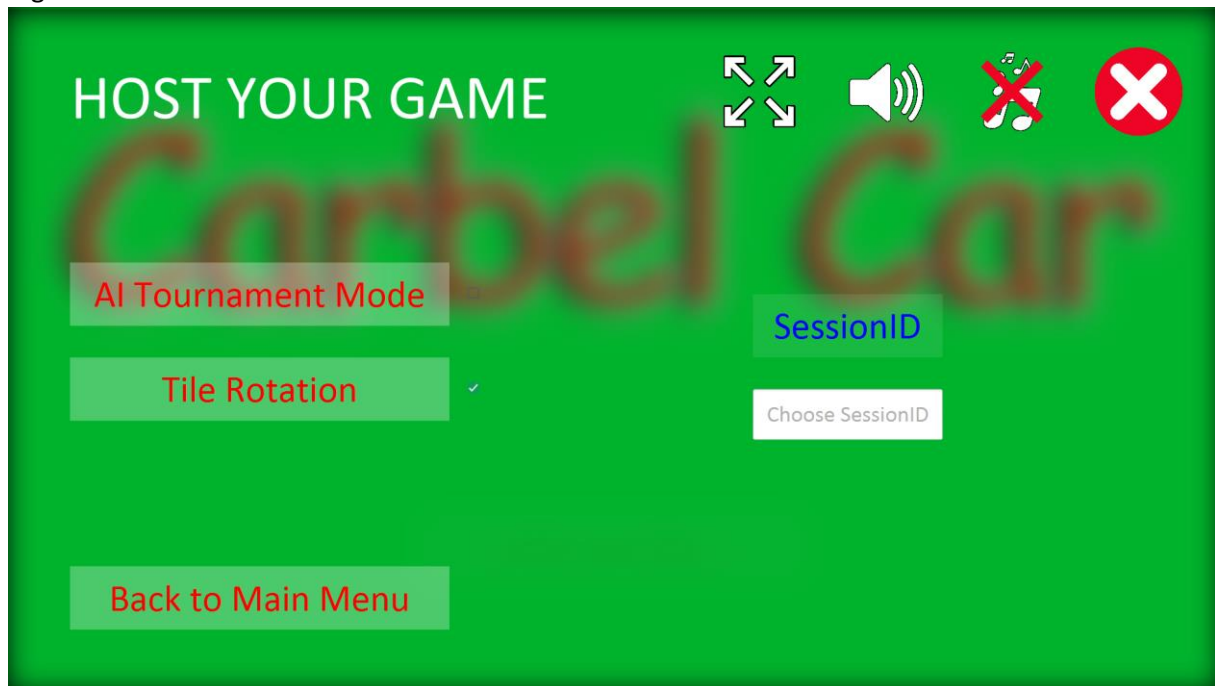 HOST YOUR GAME
Carbel Car
AI Tournament Mode
SessionID
Tile Rotation
Choose SessionID
Back to Main Menu